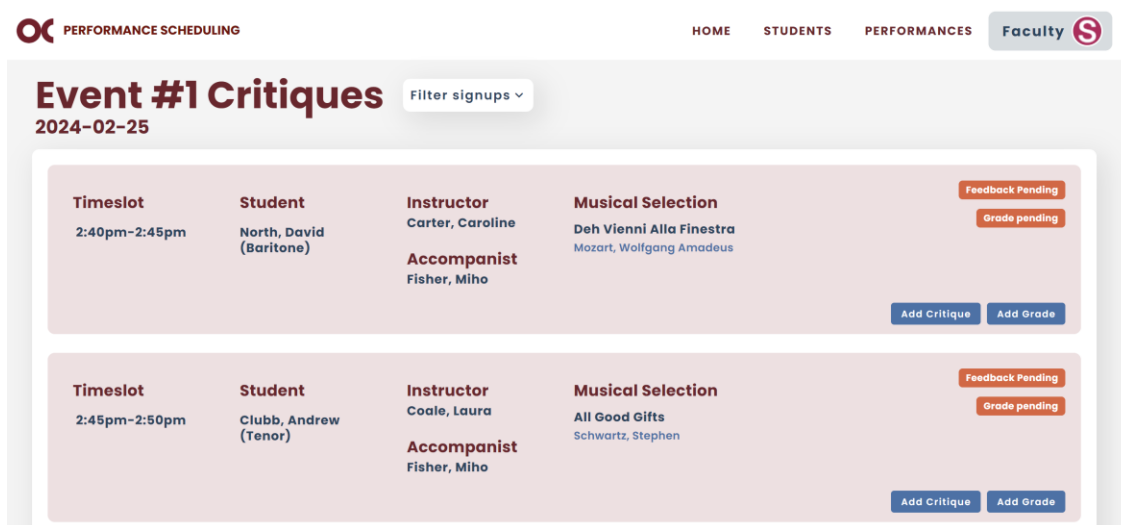 OC PERFORMANCE SCHEDULING
HOME STUDENTS PERFORMANCES Faculty S
Event #1 Critiques
Filter signups
2024-02-25
Feedback Pending
Grade pending
Timeslot
2:40pm-2:45pm
Student
North, David
(Baritone)
Instructor
Carter, Caroline
Accompanist
Fisher, Miho
Musical Selection
Deh Vienni Alla Finestra
Mozart, Wolfgang Amadeus
Add Critique Add Grade
Feedback Pending
Grade pending
Timeslot
2:45pm-2:50pm
Student
Clubb, Andrew
(Tenor)
Instructor
Coale, Laura
Accompanist
Fisher, Miho
Musical Selection
All Good Gifts
Schwartz, Stephen
Add Critique Add Grade